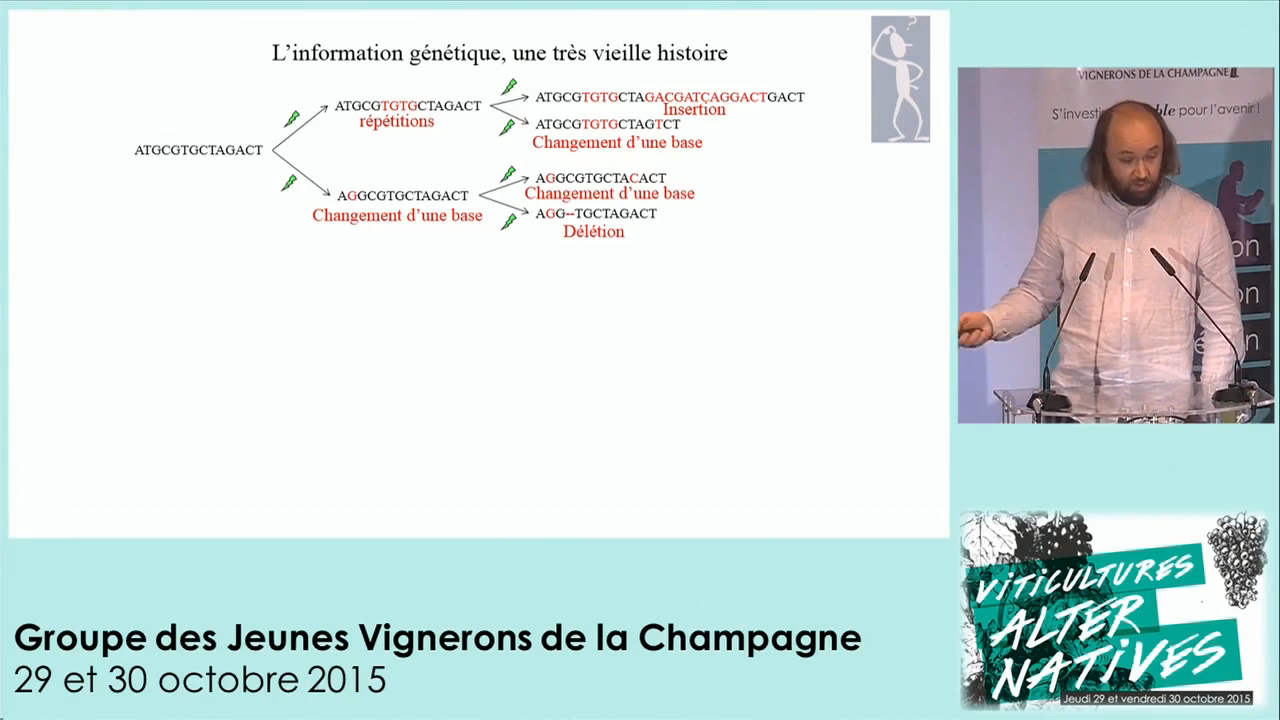 L’information génétique, une très vieille histoire
?
ATGCGTGCTAGACT
ATGCGTGTGCTAGACT
répétitions
ATGCGTGTGCTAGACGATCAGGACTGACT
Insertion
ATGCGTGTGCTAGTCT
Changement d’une base
AGGCGTGCTAGACT
Changement d’une base
AGGCGTGCTACACT
Changement d’une base
AGG--TGCTAGACT
Délétion
VIGNERONS DE LA CHAMPAGNE
pour l’avenir !
on
on
n
Groupe des Jeunes Vignerons de la Champagne
29 et 30 octobre 2015
VITICULTURES
ALTER
NATIVES
Jeudi 29 et vendredi 30 octobre 2015